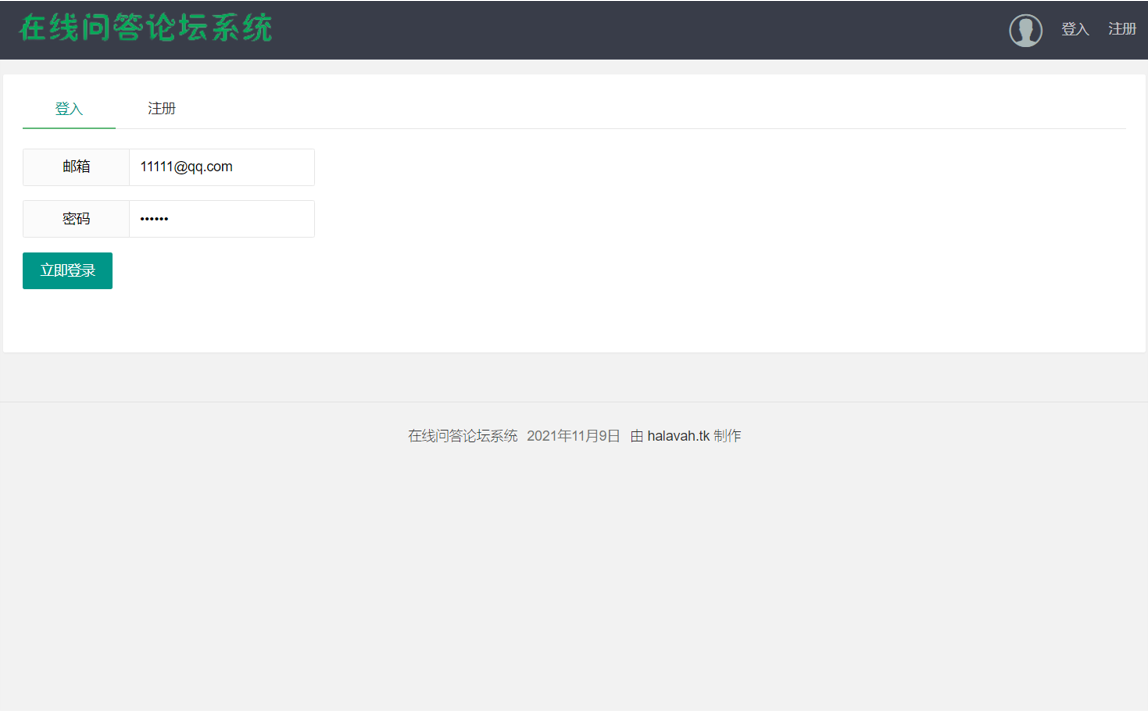 在线问答论坛系统
登入 注册
登入 注册
邮箱 11111@qq.com
密码 ••••••
立即登录
在线问答论坛系统 2021年11月9日 由 halavah.tk 制作